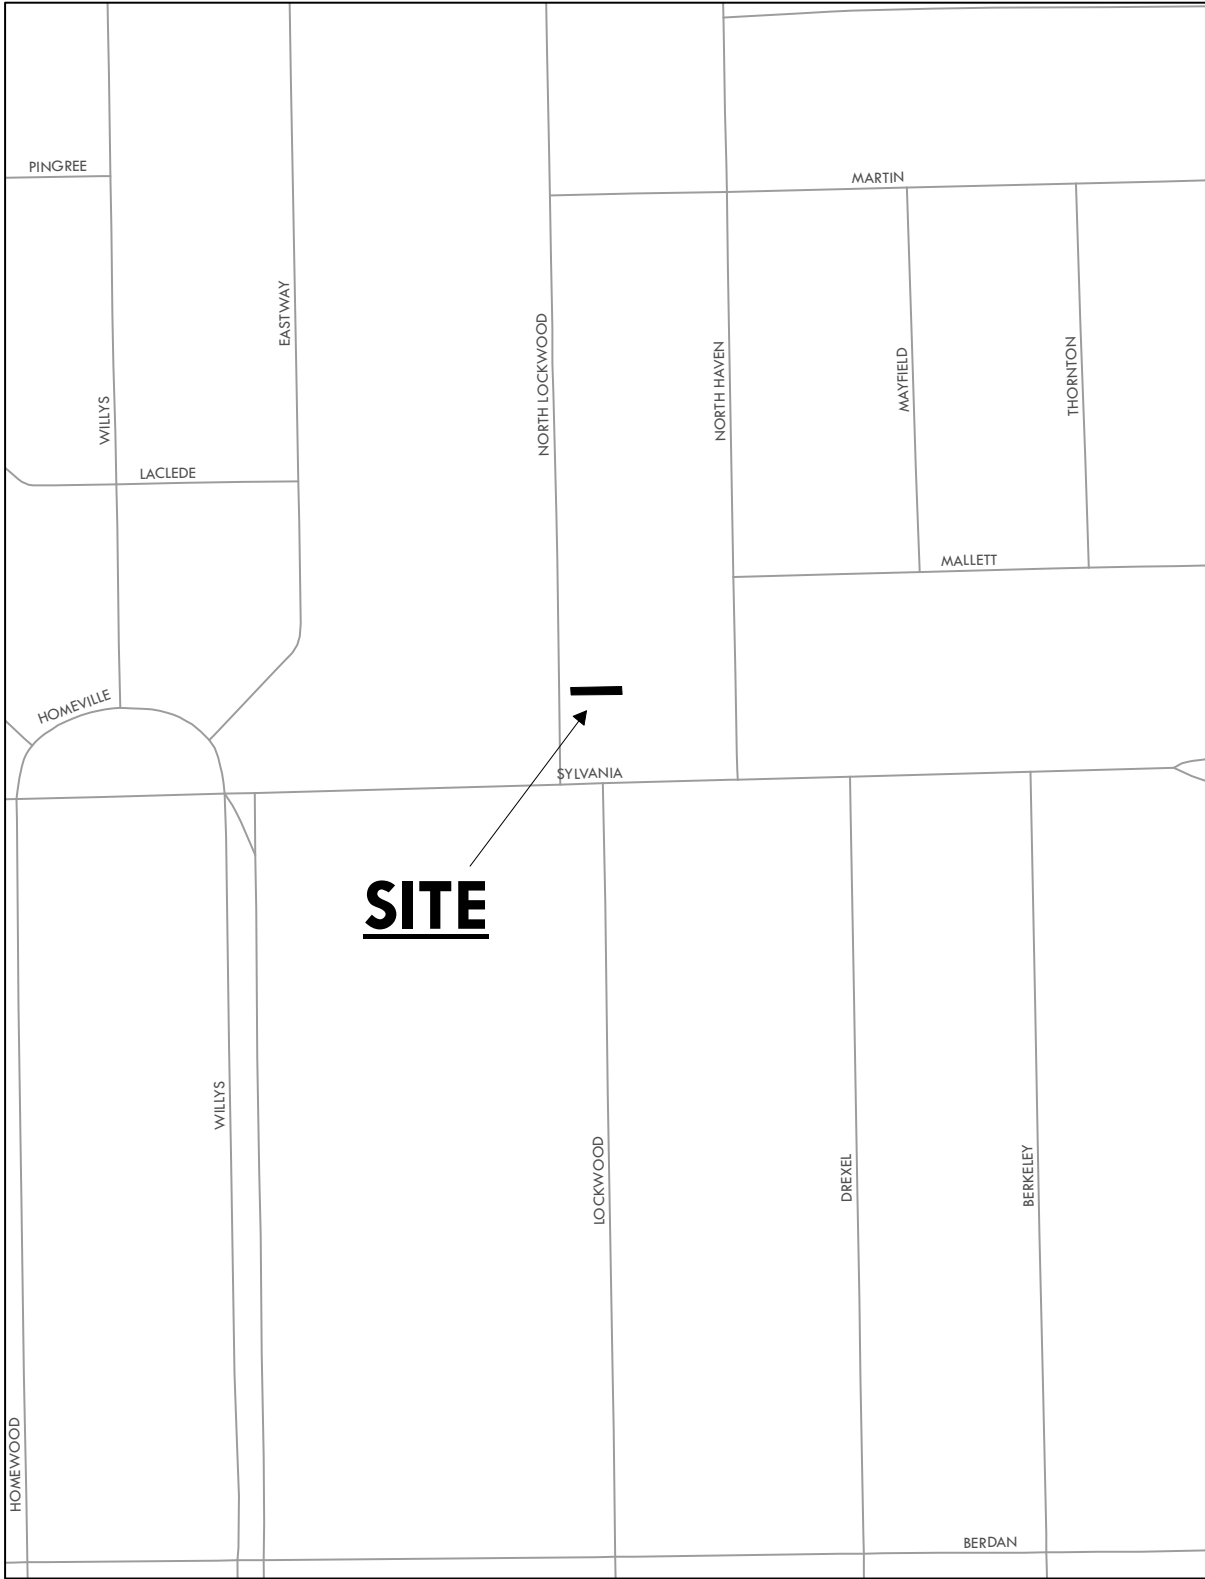 PINGREE
MARTIN
EASTWAY
NORTH LOCKWOOD
NORTH HAVEN
MAYFIELD
THORNTON
WILLYS
LACLEDE
MALLETT
HOMEVILLE
SYLVANIA
SITE
WILLYS
LOCKWOOD
DREXEL
BERKELEY
HOMEWOOD
BERDAN